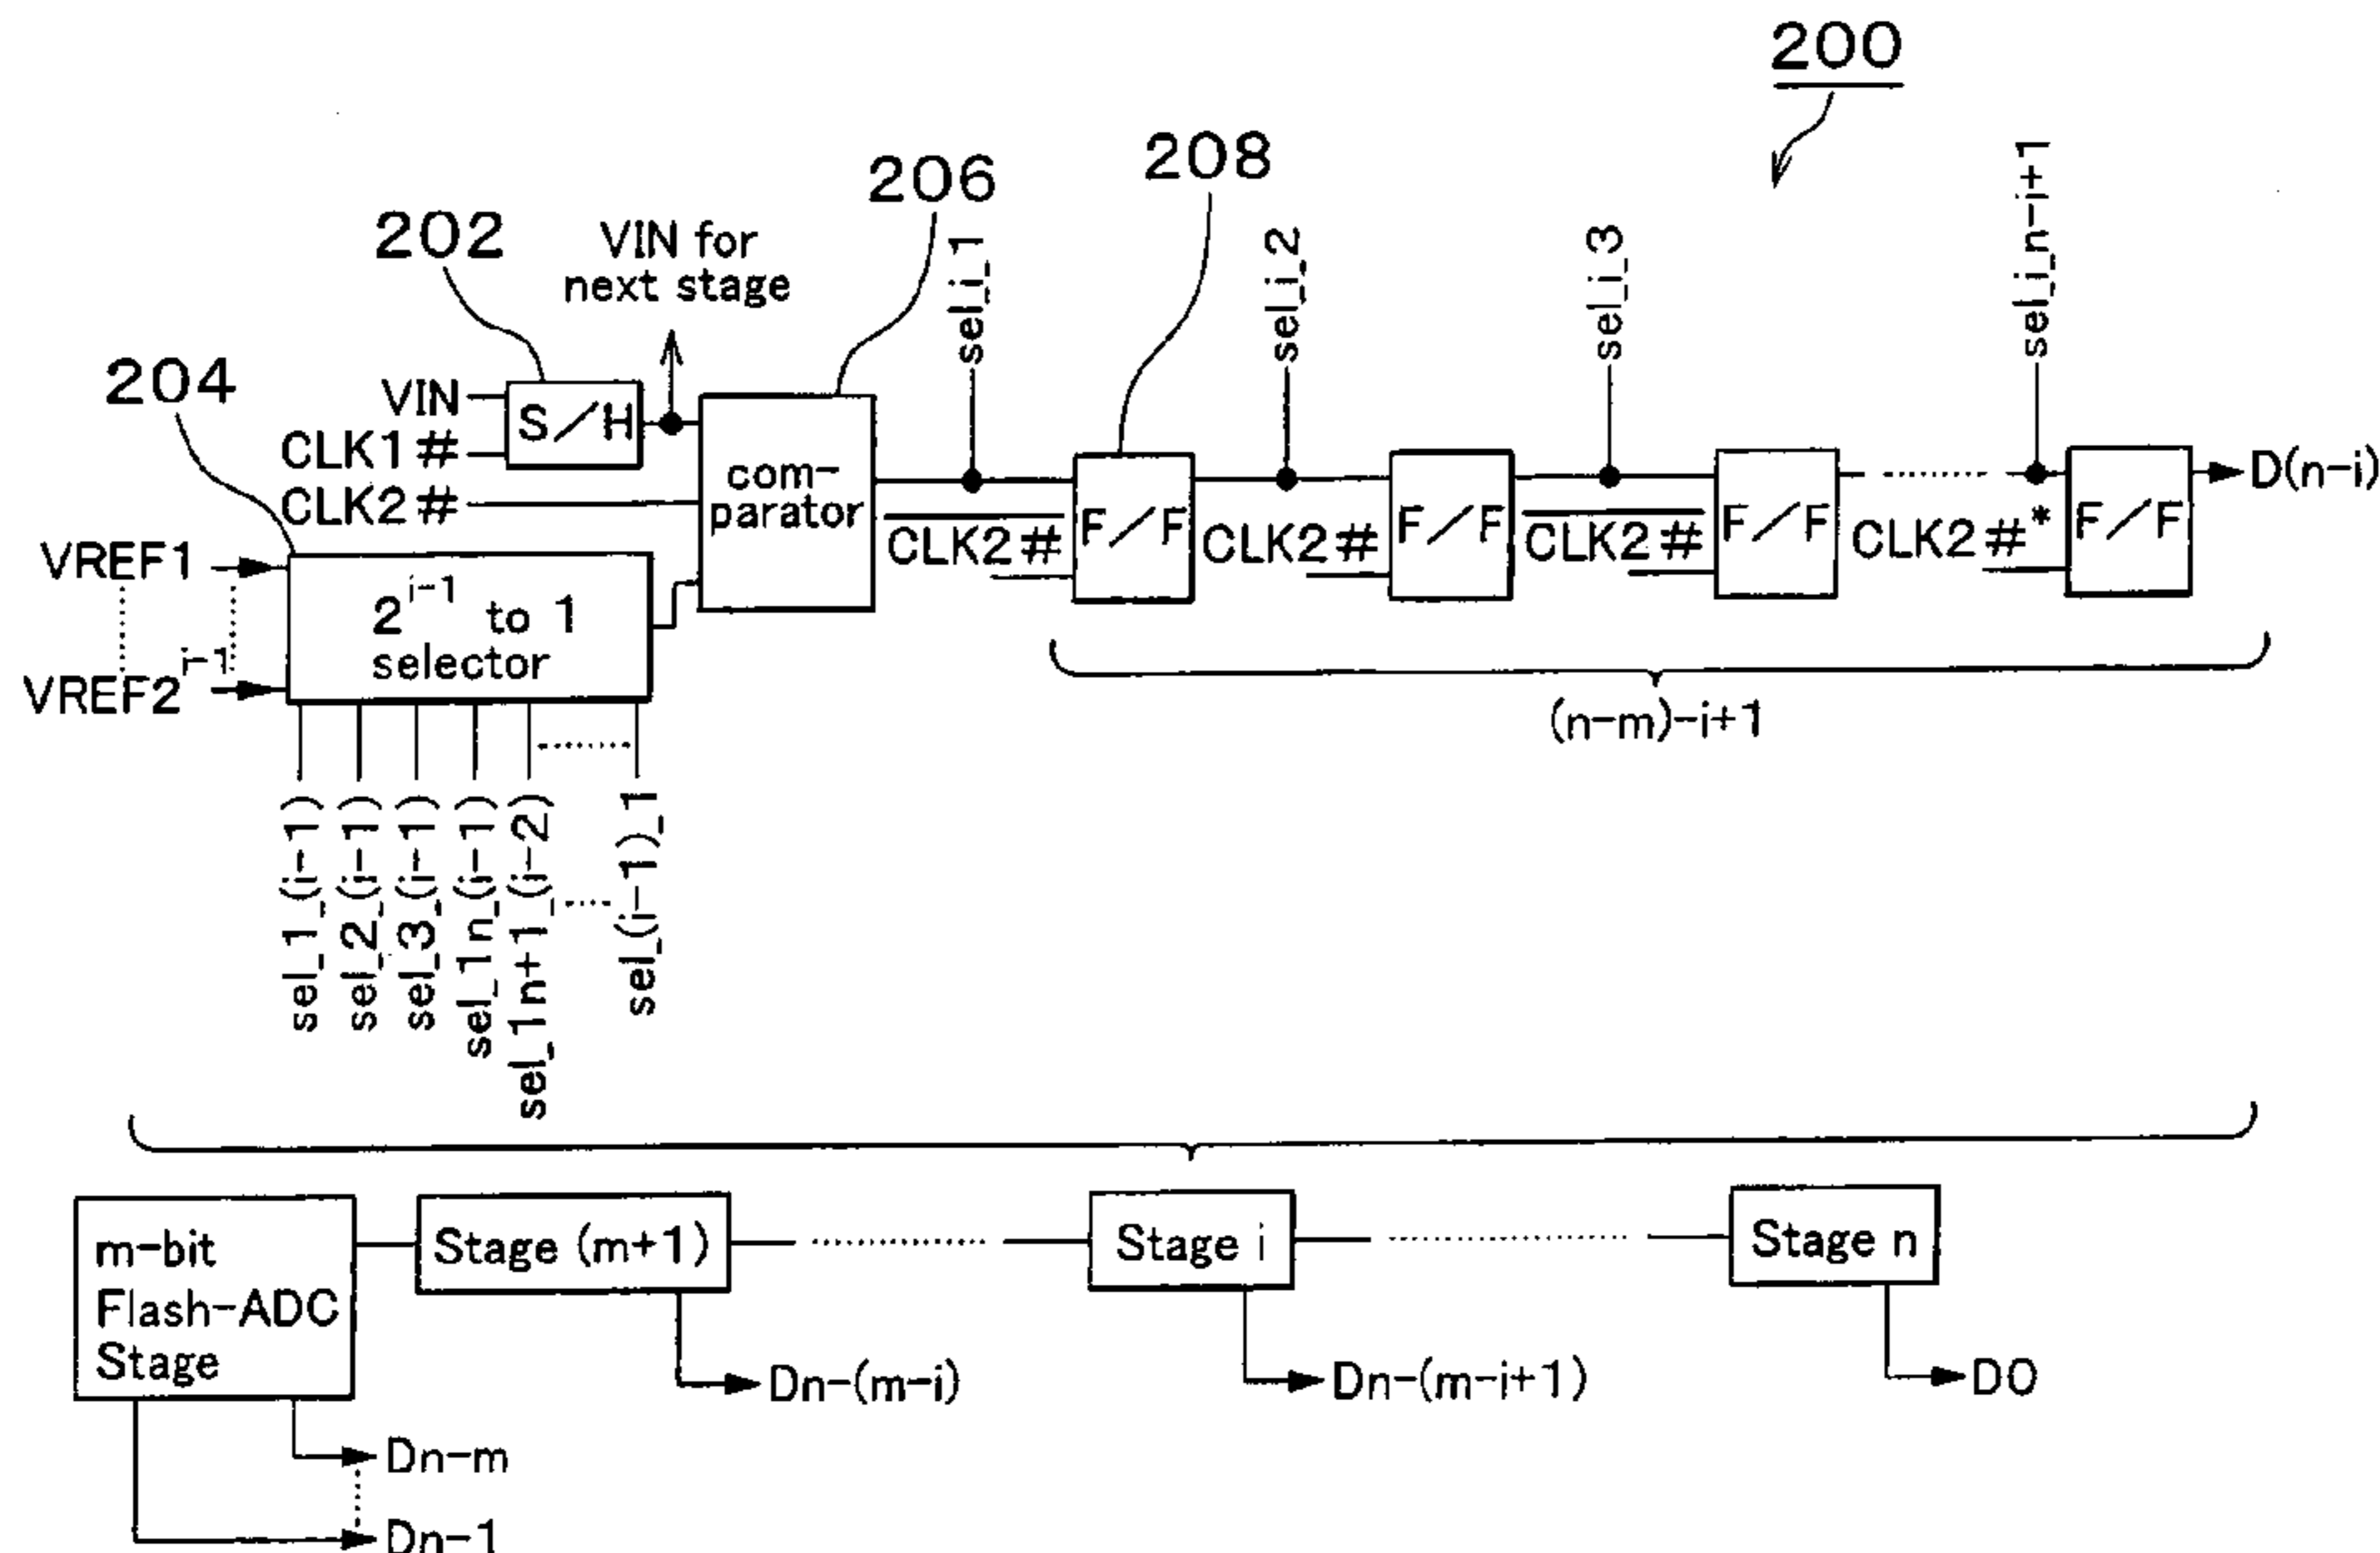 200
208
206
202
VIN for
next stage
sel_i_1
sel_i_2
sel_i_3
sel_i_n-i+1
204
VIN
CLK1#
CLK2#
S/H
com-
parator
CLK2#
F/F
CLK2#
F/F
CLK2#
F/F
CLK2#*
F/F
D(n-i)
VREF1
VREF2^i-1
2^i-1 to 1
selector
(n-m)-i+1
sel_1_(i-1)
sel_2_(i-1)
sel_3_(i-1)
sel_1n_(i-1)
sel_1n+1_(i-2)
sel_(i-1)_1
m-bit
Flash-ADC
Stage
Stage (m+1)
Stage i
Stage n
Dn-(m-i)
Dn-(m-i+1)
D0
Dn-m
Dn-1